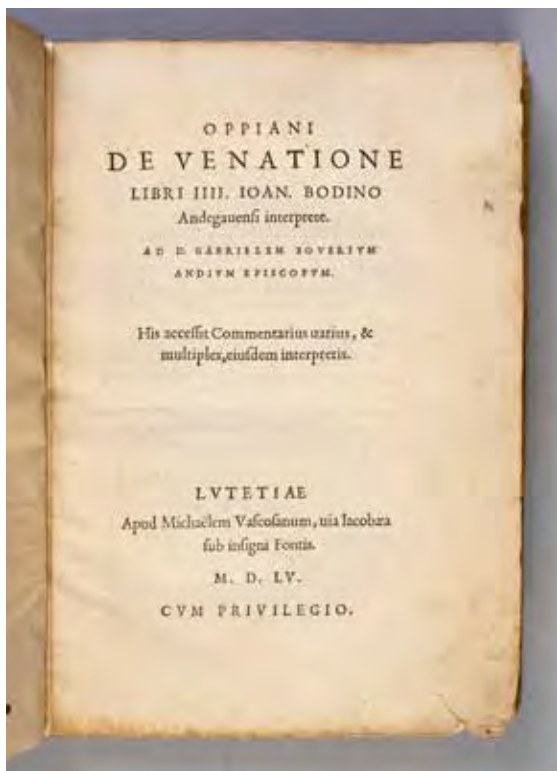 OPPIANI
DE VENATIONE
LIBRI IIII. IOAN. BODINO
Andegauensi interprete.
AD D. GABRIELEM BOVERIVM
ANDIVM EPISCOPVM.
His accessit Commentarius uarius, &
multiplex, eiusdem interpretis.
LVTETIAE
Apud Michaëlem Vascosanum, uia Iacobæa
sub insigni Fontis.
M. D. LV.
CVM PRIVILEGIO.